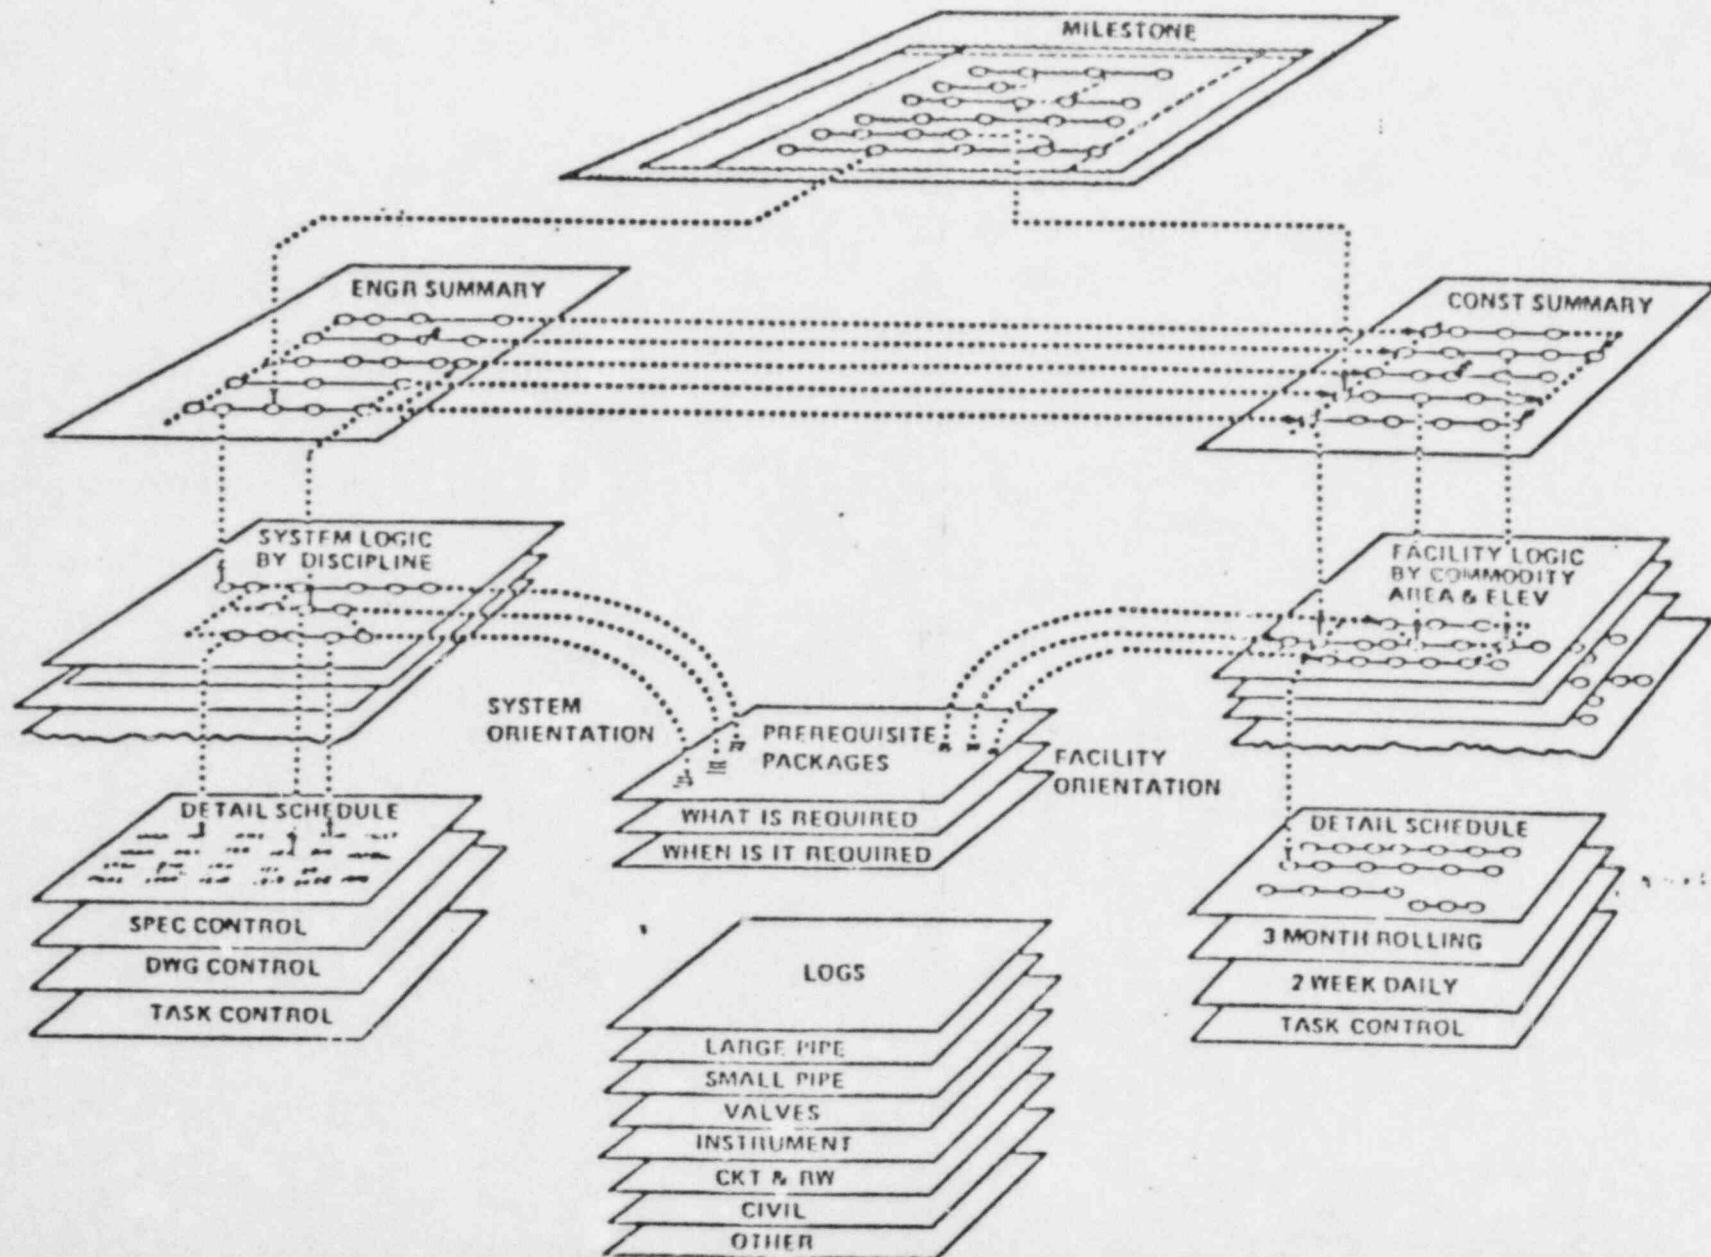 MILESTONE
ENGR SUMMARY
CONST SUMMARY
SYSTEM LOGIC
BY DISCIPLINE
FACILITY LOGIC
BY COMMODITY
AREA & ELEV
SYSTEM
ORIENTATION
PREREQUISITE
PACKAGES
WHAT IS REQUIRED
WHEN IS IT REQUIRED
FACILITY
ORIENTATION
DETAIL SCHEDULE
SPEC CONTROL
DWG CONTROL
TASK CONTROL
DETAIL SCHEDULE
3 MONTH ROLLING
2 WEEK DAILY
TASK CONTROL
LOGS
LARGE PIPE
SMALL PIPE
VALVES
INSTRUMENT
CKT & RW
CIVIL
OTHER